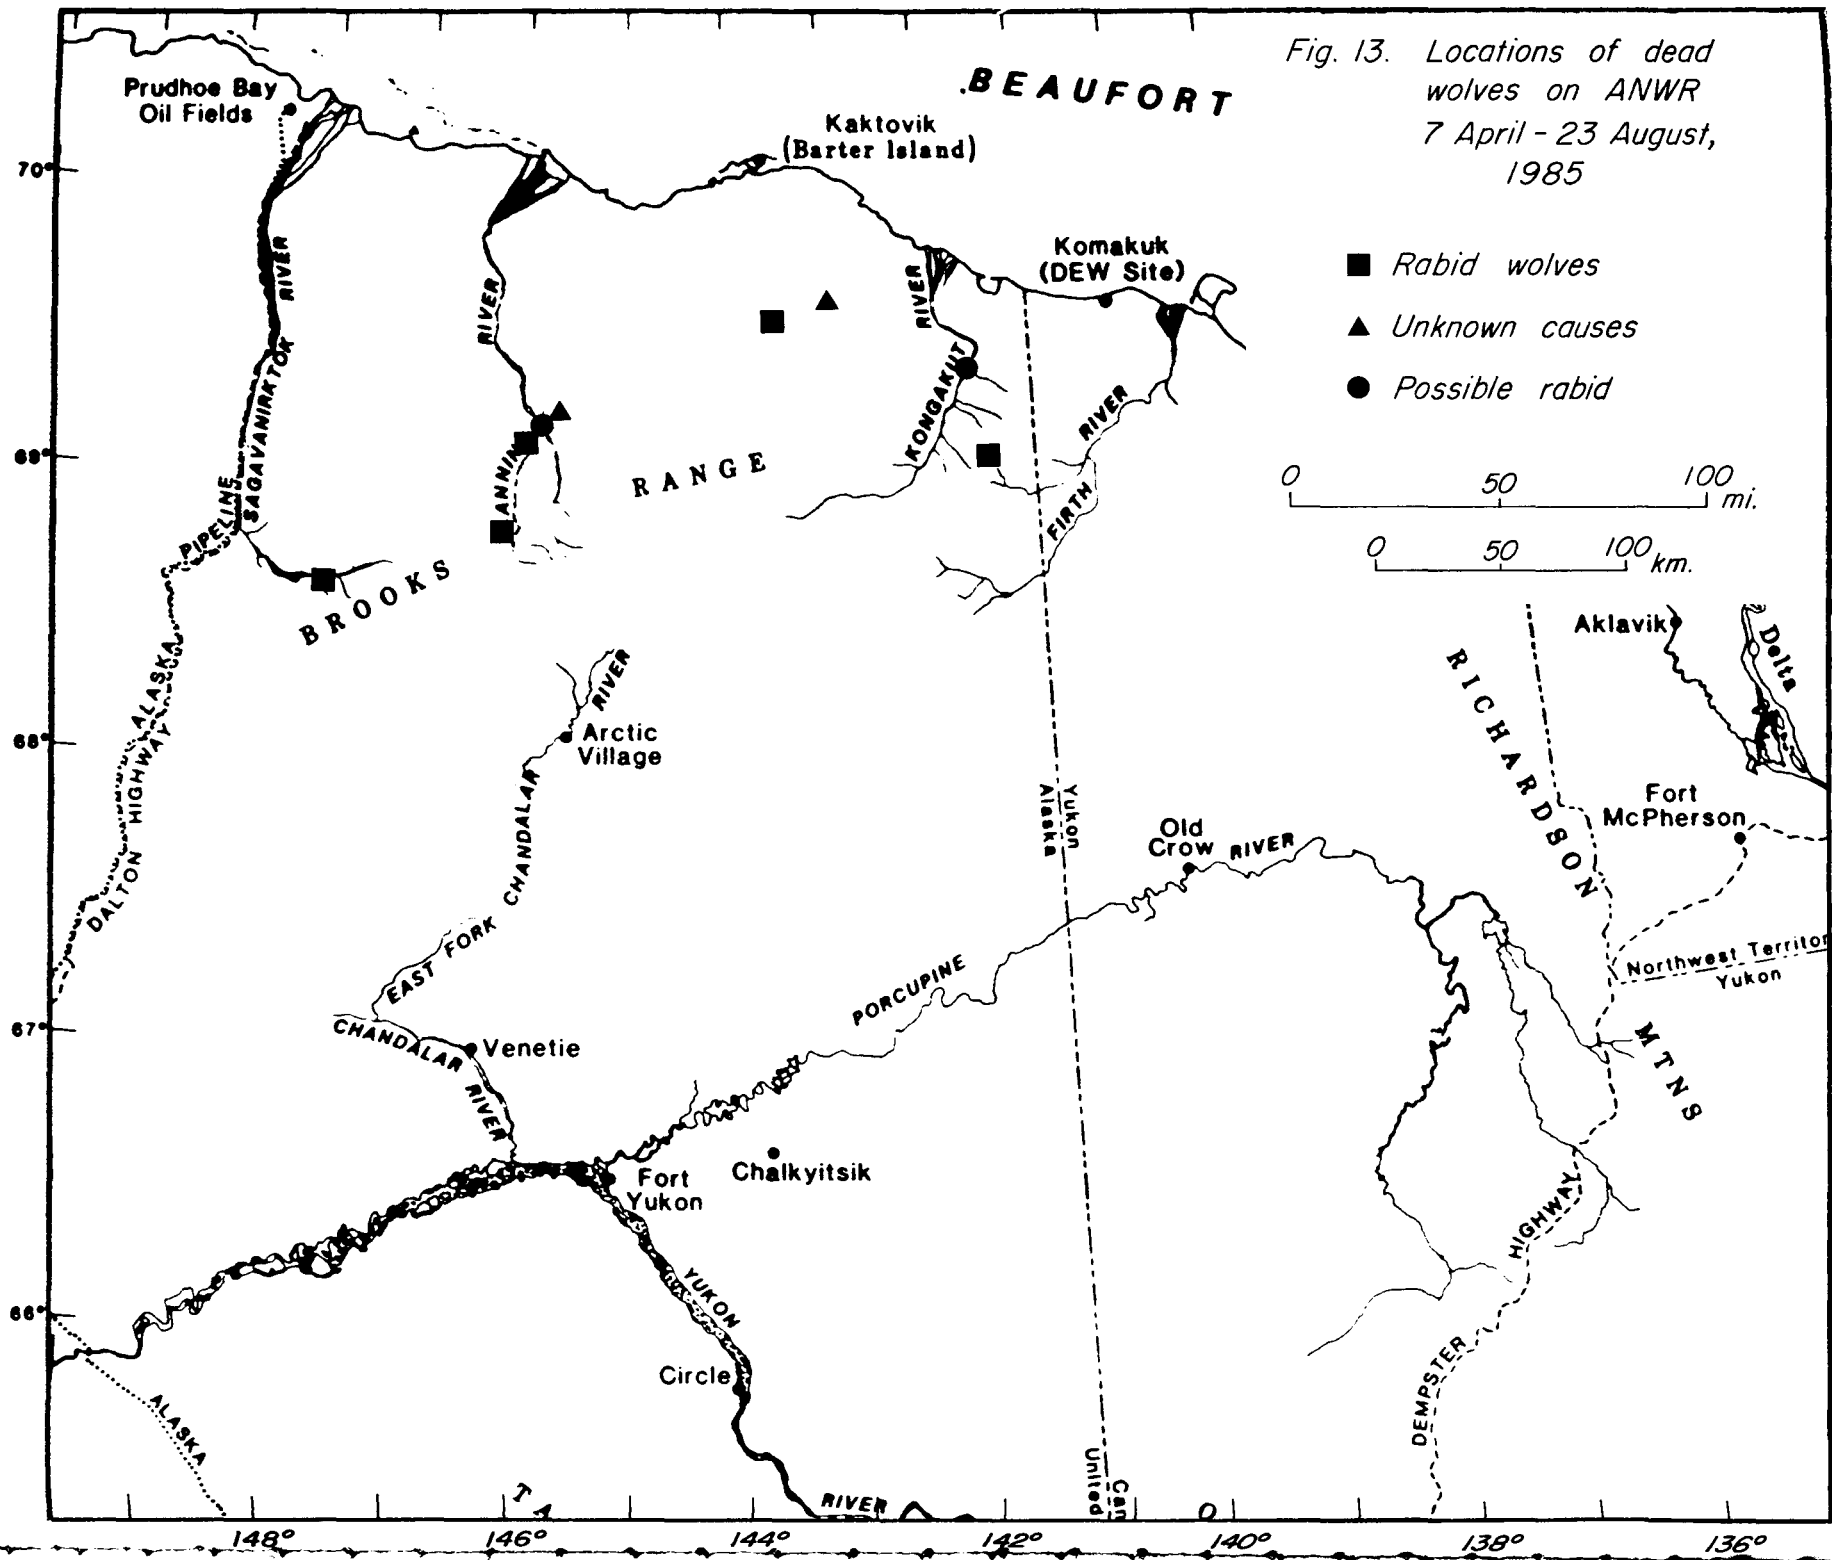 Fig. 13. Locations of dead
wolves on ANWR
7 April - 23 August,
1985
.BEAUFORT
Prudhoe Bay
Oil Fields
Kaktovik
(Barter Island)
70°
Komakuk
(DEW Site)
Rabid wolves
Unknown causes
Possible rabid
RIVER
RIVER
RIVER
KONGAKUT
RIVER
FIRTH
SAGAVANIRKTOK
ANNIN
69°
RANGE
BROOKS
PIPELINE
0 50 100 mi.
0 50 100 km.
ALASKA
HIGHWAY
DALTON
68°
RIVER
Arctic
Village
CHANDALAR
EAST FORK
Aklavik
Delta
RICHARDSON
MTNS
Fort
McPherson
Yukon
Alaska
Old
Crow
RIVER
PORCUPINE
Northwest Territor
Yukon
67°
CHANDALAR
RIVER
Venetie
Fort
Yukon
Chalkyitsik
66°
YUKON
Circle
RIVER
HIGHWAY
DEMPSTER
ALASKA
United
Can
T A
O
148° 146° 144° 142° 140° 138° 136°